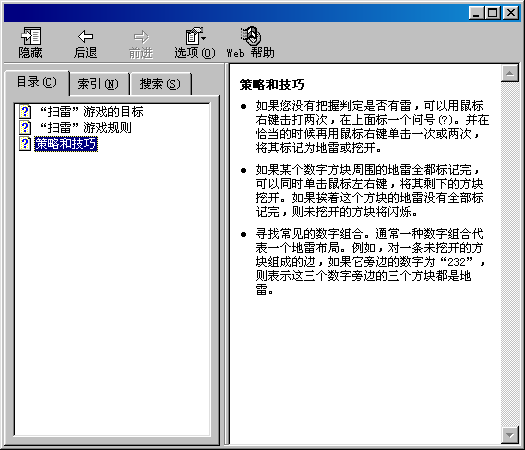 隐藏 后退 前进 选项(O) Web 帮助
目录(C) 索引(N) 搜索(S)
“扫雷”游戏的目标
“扫雷”游戏规则
策略和技巧
策略和技巧
如果您没有把握判定是否有雷，可以用鼠标
右键击打两次，在上面标一个问号(?)。并在
恰当的时候再用鼠标右键单击一次或两次，
将其标记为地雷或挖开。
如果某个数字方块周围的地雷全都标记完，
可以同时单击鼠标左右键，将其剩下的方块
挖开。如果挨着这个方块的地雷没有全部标
记完，则未挖开的方块将闪烁。
寻找常见的数字组合。通常一种数字组合代
表一个地雷布局。例如，对一条未挖开的方
块组成的边，如果它旁边的数字为“232”，
则表示这三个数字旁边的三个方块都是地
雷。